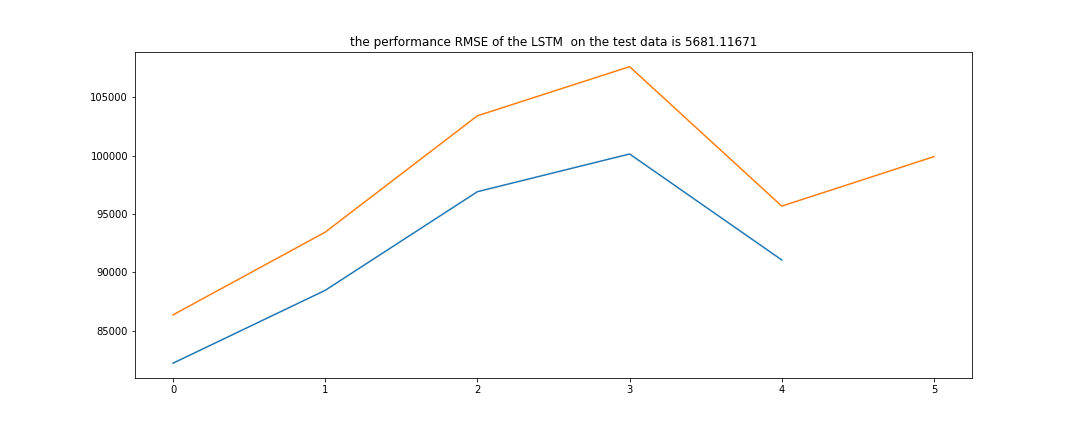 the performance RMSE of the LSTM  on the test data is 5681.11671
105000
100000
95000
90000
85000
0 1 2 3 4 5